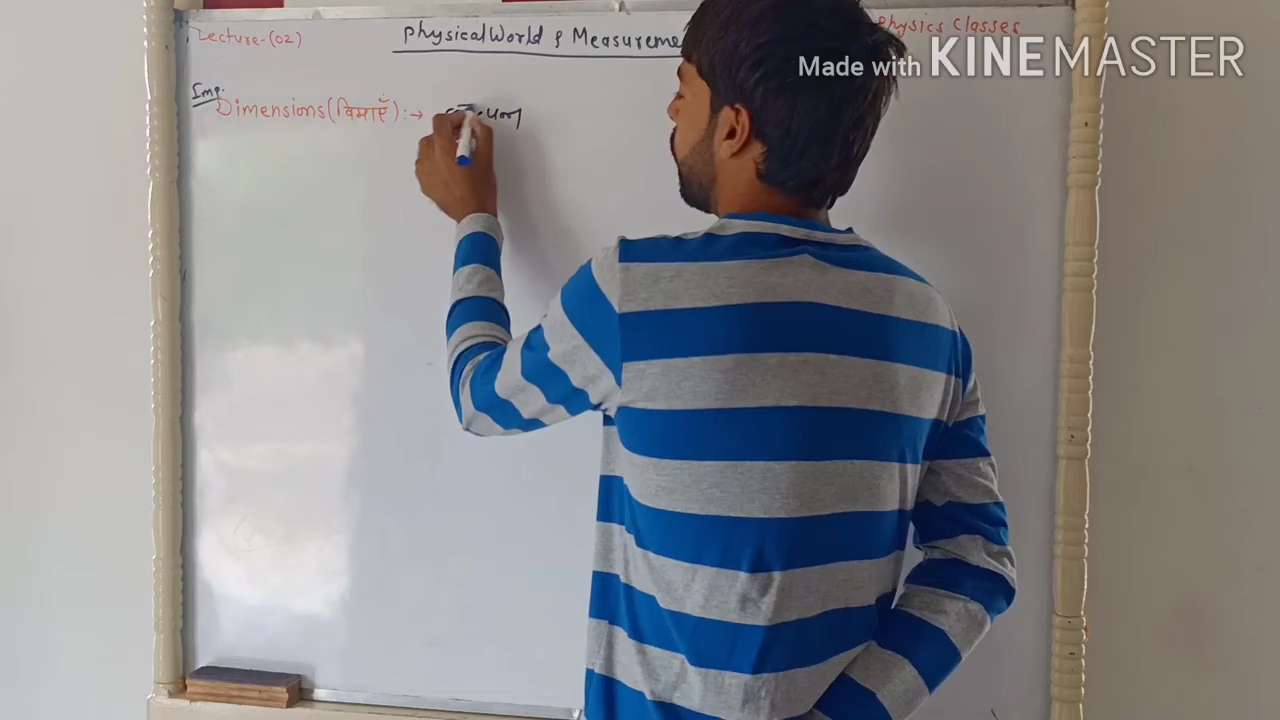 Lecture-(02)
Physical World & Measureme
Physics Classes
Made with KINEMASTER
Imp.
Dimensions(विमाएँ):→